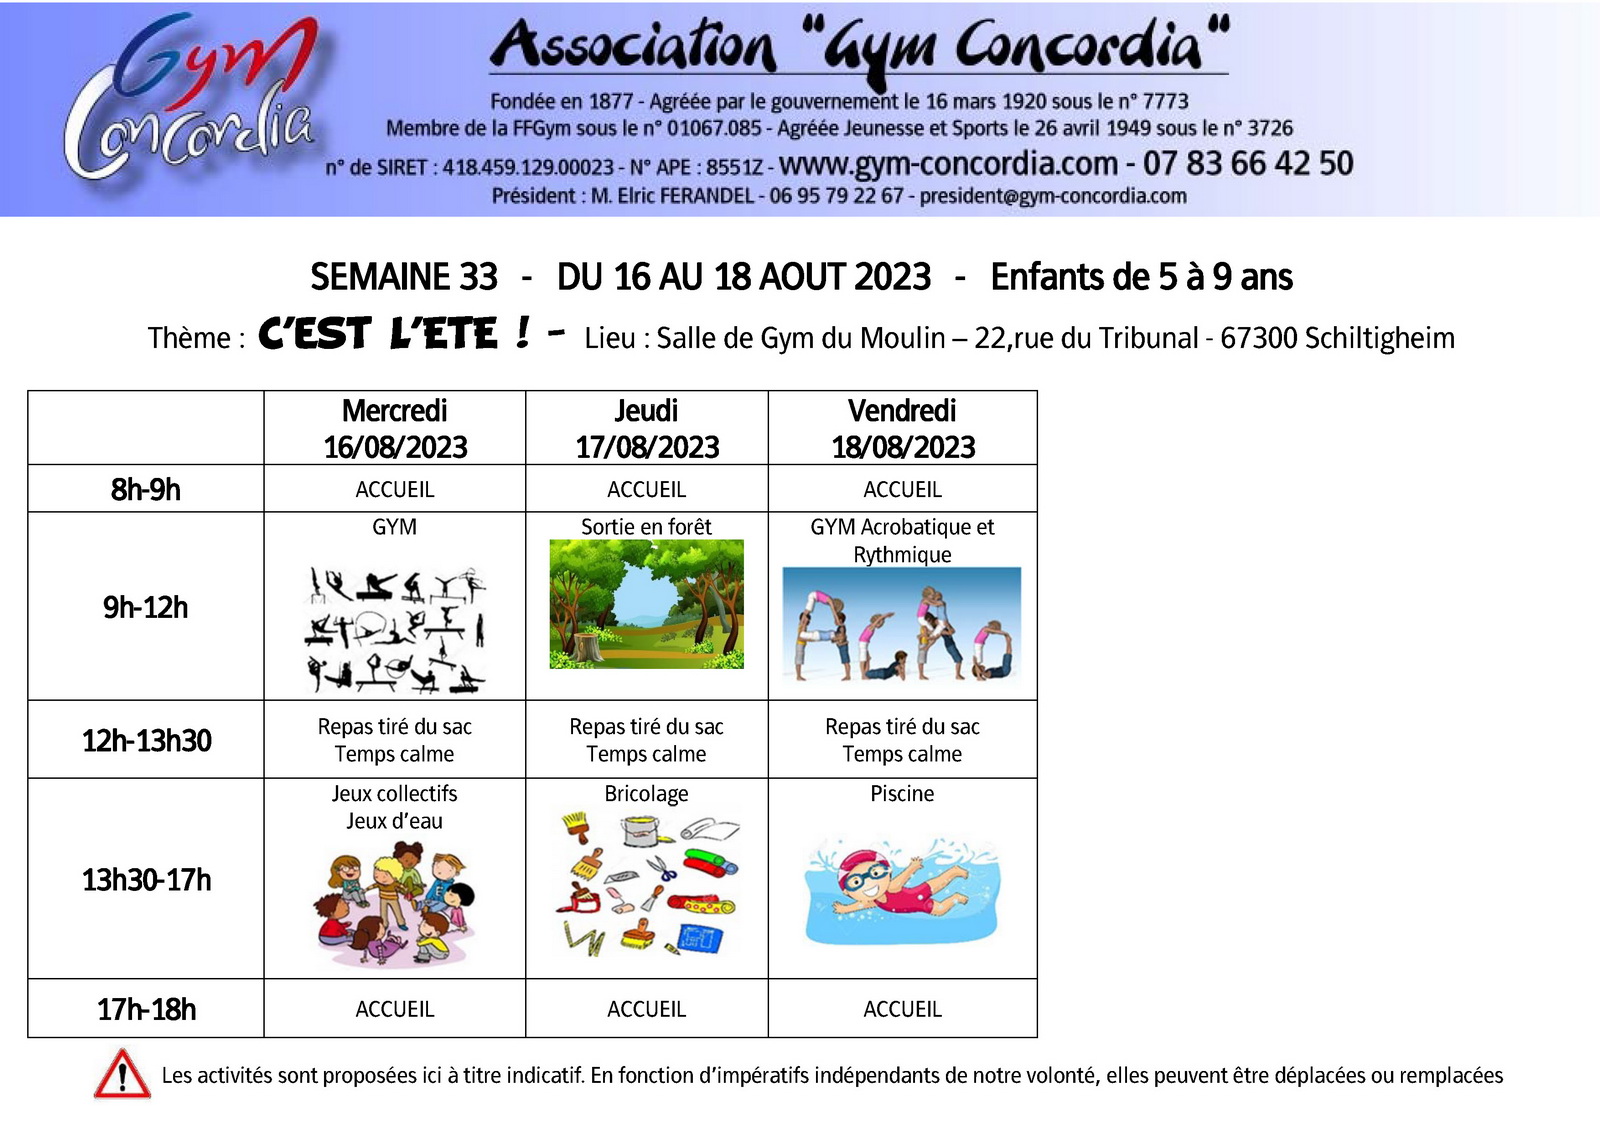 Gym Concordia
Association "Gym Concordia"
Fondée en 1877 - Agréée par le gouvernement le 16 mars 1920 sous le n° 7773
Membre de la FFGym sous le n° 01067.085 - Agréée Jeunesse et Sports le 26 avril 1949 sous le n° 3726
n° de SIRET : 418.459.129.00023 - N° APE : 8551Z - www.gym-concordia.com - 07 83 66 42 50
Président : M. Elric FERANDEL - 06 95 79 22 67 - president@gym-concordia.com
SEMAINE 33 - DU 16 AU 18 AOUT 2023 - Enfants de 5 à 9 ans
Thème : C'EST L'ETE ! - Lieu : Salle de Gym du Moulin – 22,rue du Tribunal - 67300 Schiltigheim
Mercredi Jeudi Vendredi
16/08/2023 17/08/2023 18/08/2023
8h-9h ACCUEIL ACCUEIL ACCUEIL
9h-12h
GYM
Sortie en forêt
GYM Acrobatique et
Rythmique
ACRO
12h-13h30
Repas tiré du sac
Temps calme
Repas tiré du sac
Temps calme
Repas tiré du sac
Temps calme
13h30-17h
Jeux collectifs
Jeux d'eau
Bricolage
Piscine
17h-18h ACCUEIL ACCUEIL ACCUEIL
Les activités sont proposées ici à titre indicatif. En fonction d'impératifs indépendants de notre volonté, elles peuvent être déplacées ou remplacées